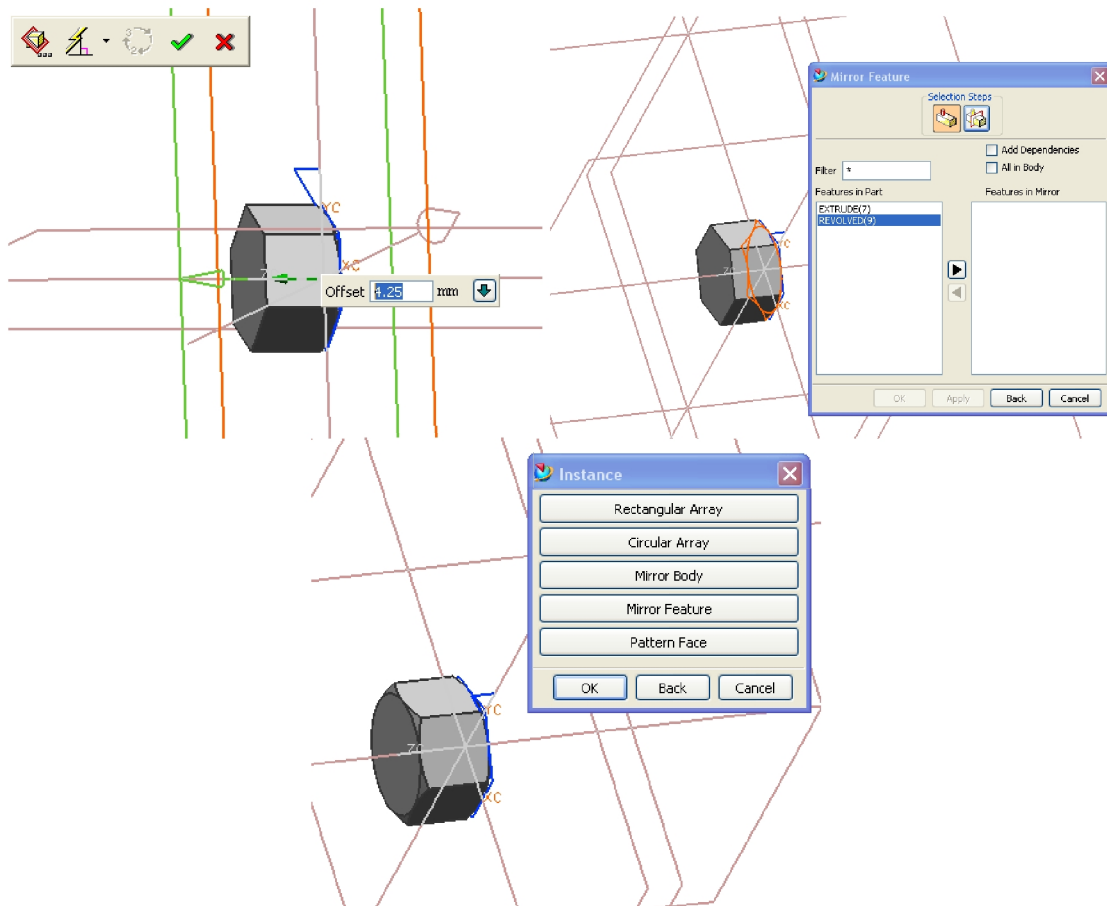 YC
XC
Offset 4.25 mm
Mirror Feature
Selection Steps
Add Dependencies
All in Body
Filter *
Features in Part
Features in Mirror
EXTRUDE(7)
REVOLVED(9)
YC
XC
OK Apply Back Cancel
Instance
Rectangular Array
Circular Array
Mirror Body
Mirror Feature
Pattern Face
OK Back Cancel
YC
XC